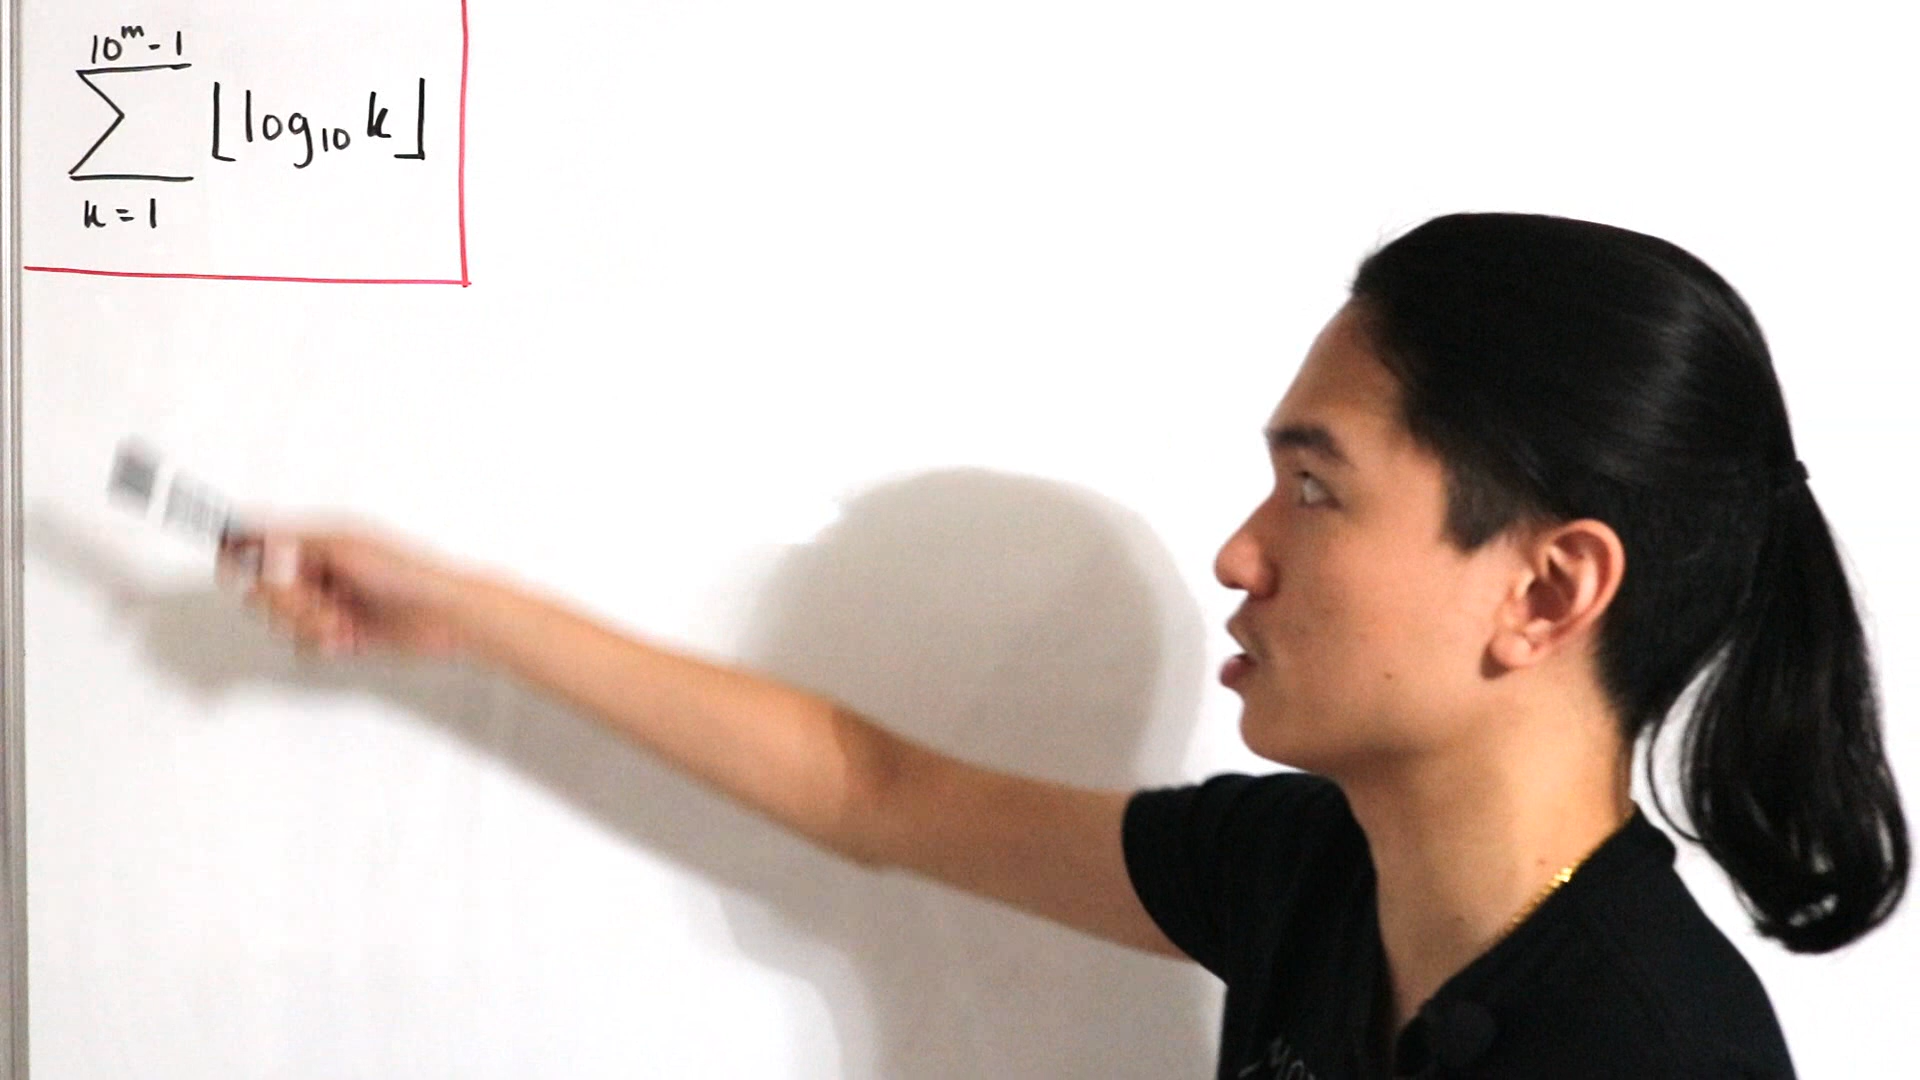 10^m - 1
∑ ⌊log₁₀ k⌋
k = 1